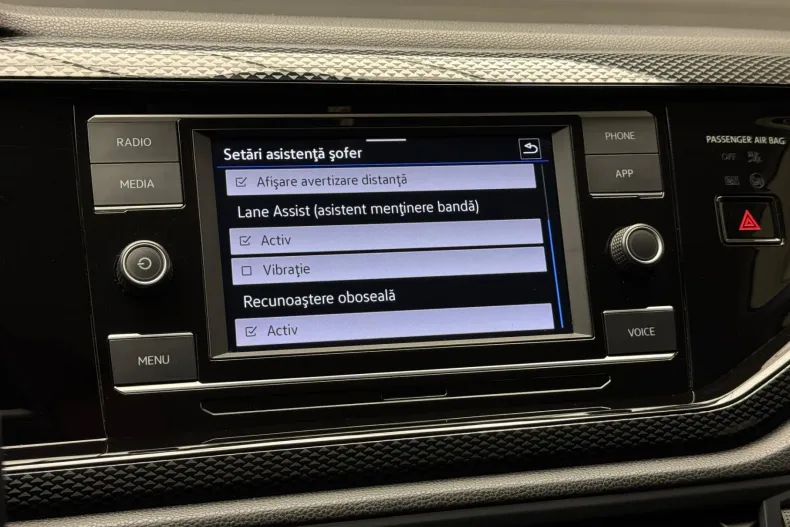 RADIO
MEDIA
MENU
Setări asistenţă şofer
Afişare avertizare distanţă
Lane Assist (asistent menţinere bandă)
Activ
Vibraţie
Recunoaştere oboseală
Activ
PHONE
APP
VOICE
PASSENGER AIR BAG
OFF